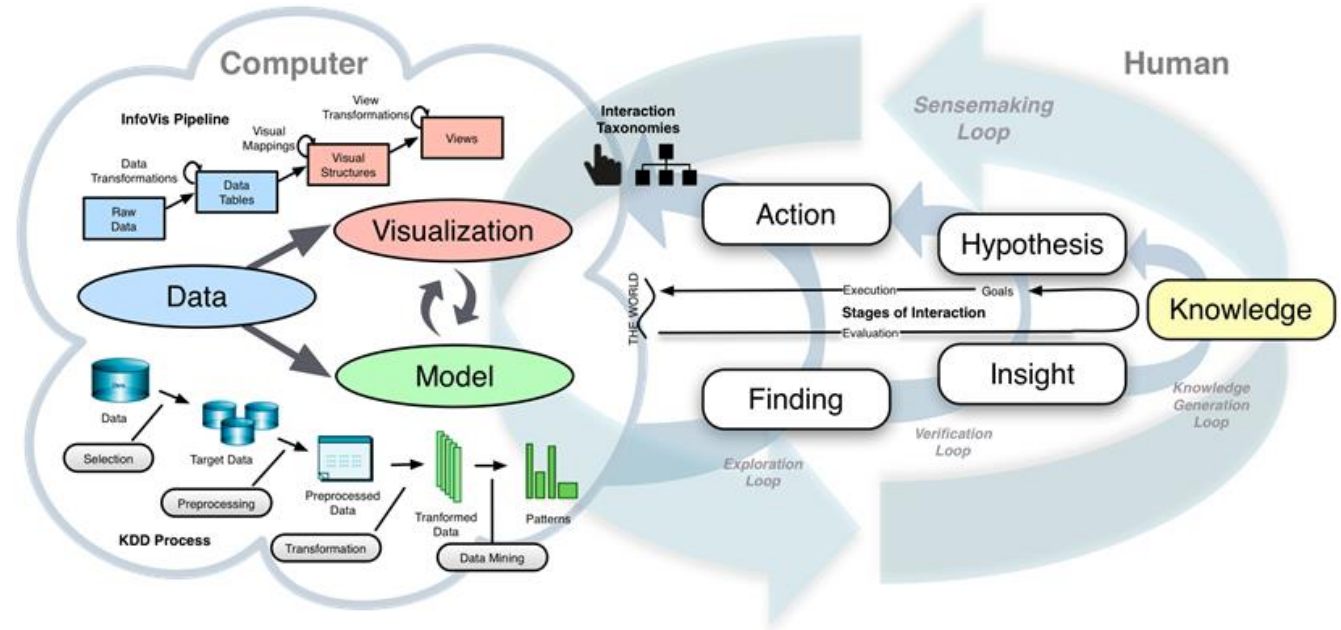 Computer
Human
InfoVis Pipeline
View
Transformations
Visual
Mappings
Data
Transformations
Raw
Data
Data
Tables
Visual
Structures
Views
Interaction
Taxonomies
Sensemaking
Loop
Visualization
Data
Model
Action
Hypothesis
Knowledge
THE WORLD
Execution
Goals
Stages of Interaction
Evaluation
Finding
Insight
Exploration
Loop
Verification
Loop
Knowledge
Generation
Loop
Data
Selection
Target Data
Preprocessing
Preprocessed
Data
Transformation
Tranformed
Data
Data Mining
Patterns
KDD Process